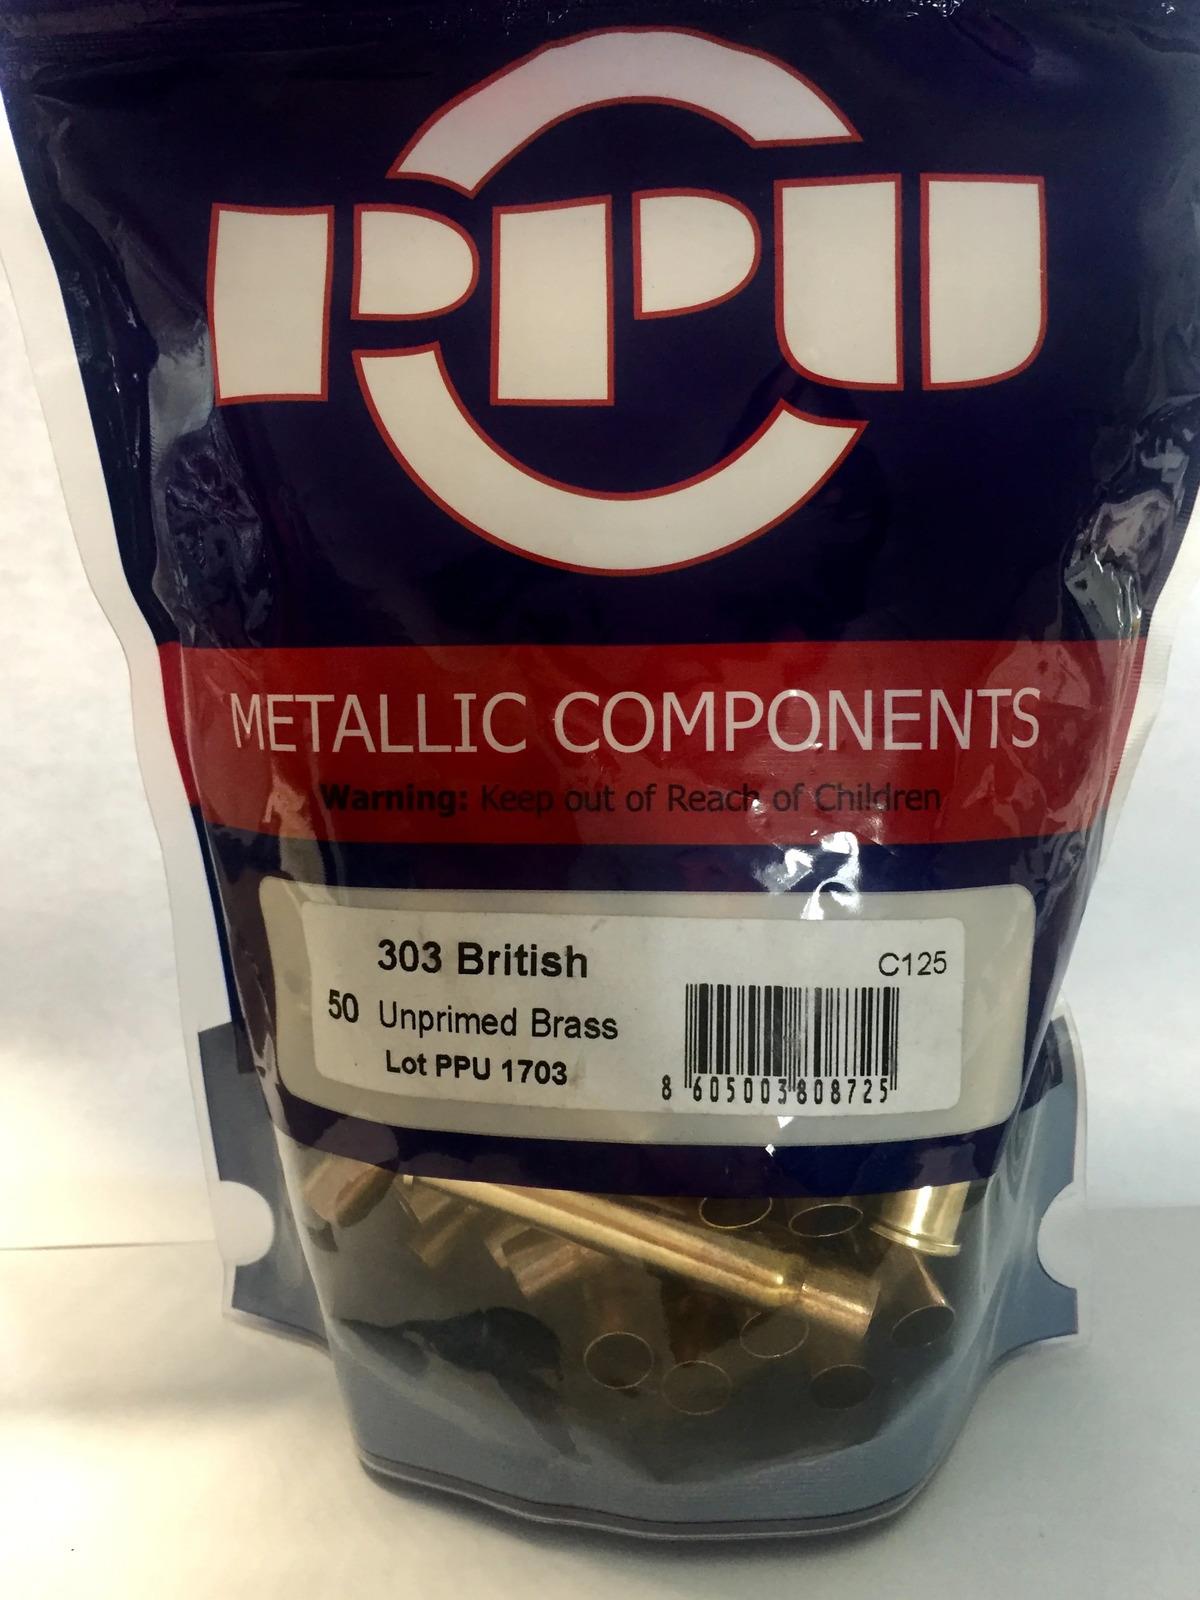 PPU
METALLIC COMPONENTS
Warning: Keep out of Reach of Children
303 British
C125
50 Unprimed Brass
Lot PPU 1703
8 605003 808725